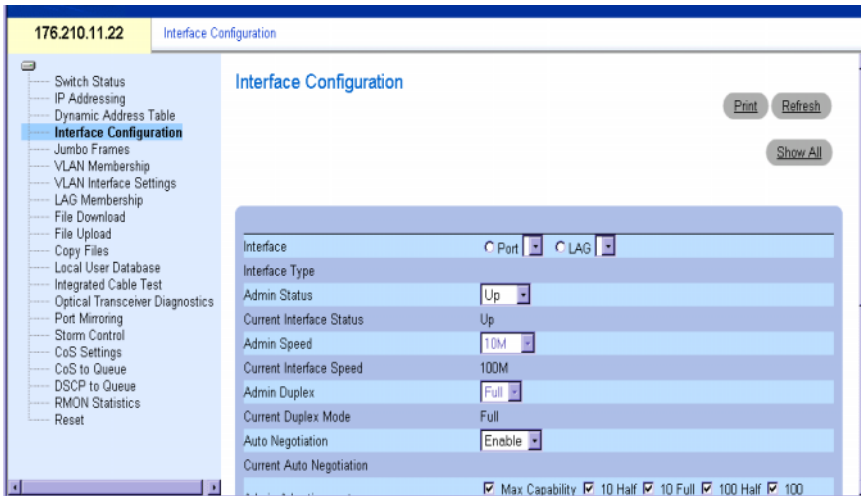 176.210.11.22
Interface Configuration
Switch Status
IP Addressing
Dynamic Address Table
Interface Configuration
Jumbo Frames
VLAN Membership
VLAN Interface Settings
LAG Membership
File Download
File Upload
Copy Files
Local User Database
Integrated Cable Test
Optical Transceiver Diagnostics
Port Mirroring
Storm Control
CoS Settings
CoS to Queue
DSCP to Queue
RMON Statistics
Reset
Interface Configuration
Print Refresh
Show All
Interface Port LAG
Interface Type
Admin Status Up
Current Interface Status Up
Admin Speed 10M
Current Interface Speed 100M
Admin Duplex Full
Current Duplex Mode Full
Auto Negotiation Enable
Current Auto Negotiation
Max Capability 10 Half 10 Full 100 Half 100